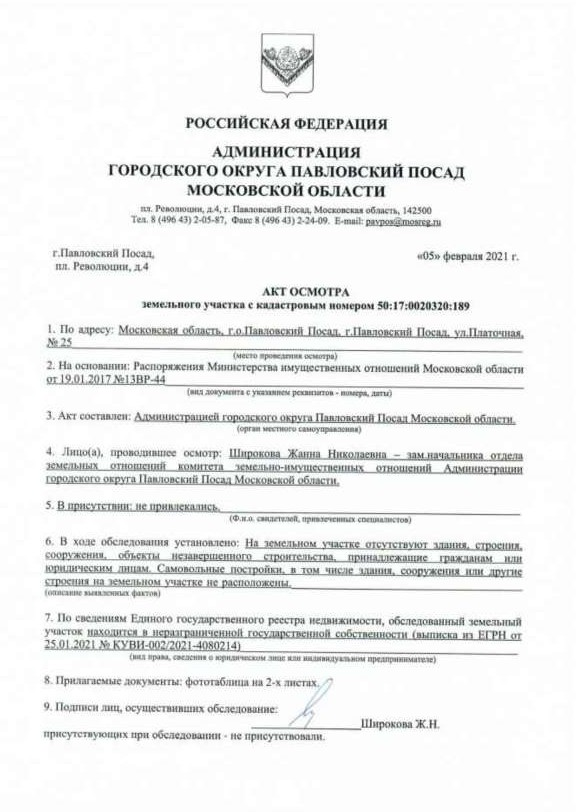 РОССИЙСКАЯ ФЕДЕРАЦИЯ
АДМИНИСТРАЦИЯ
ГОРОДСКОГО ОКРУГА ПАВЛОВСКИЙ ПОСАД
МОСКОВСКОЙ ОБЛАСТИ
пл. Революции, д.4, г. Павловский Посад, Московская область, 142500
Тел. 8 (496 43) 2-05-87, Факс 8 (496 43) 2-24-09. E-mail: pavpos@mosreg.ru
г.Павловский Посад,
«05» февраля 2021 г.
пл. Революции, д.4
АКТ ОСМОТРА
земельного участка с кадастровым номером 50:17:0020320:189
1. По адресу: Московская область, г.о.Павловский Посад, г.Павловский Посад, ул.Платочная,
№ 25
(место проведения осмотра)
2. На основании: Распоряжения Министерства имущественных отношений Московской области
от 19.01.2017 №13ВР-44
(вид документа с указанием реквизитов - номера, даты)
3. Акт составлен: Администрацией городского округа Павловский Посад Московской области.
(орган местного самоуправления)
4. Лицо(а), проводившее осмотр: Широкова Жанна Николаевна – зам.начальника отдела
земельных отношений комитета земельно-имущественных отношений Администрации
городского округа Павловский Посад Московской области.
5. В присутствии: не привлекались.
(Ф.и.о. свидетелей, привлеченных специалистов)
6. В ходе обследования установлено: На земельном участке отсутствуют здания, строения,
сооружения, объекты незавершенного строительства, принадлежащие гражданам или
юридическим лицам. Самовольные постройки, в том числе здания, сооружения или другие
строения на земельном участке не расположены.
(описание выявленных фактов)
7. По сведениям Единого государственного реестра недвижимости, обследованный земельный
участок находится в неразграниченной государственной собственности (выписка из ЕГРН от
25.01.2021 № КУВИ-002/2021-4080214)
(вид права, сведения о юридическом лице или индивидуальном предпринимателе)
8. Прилагаемые документы: фототаблица на 2-х листах.
9. Подписи лиц, осуществивших обследование:
Широкова Ж.Н.
присутствующих при обследовании - не присутствовали.